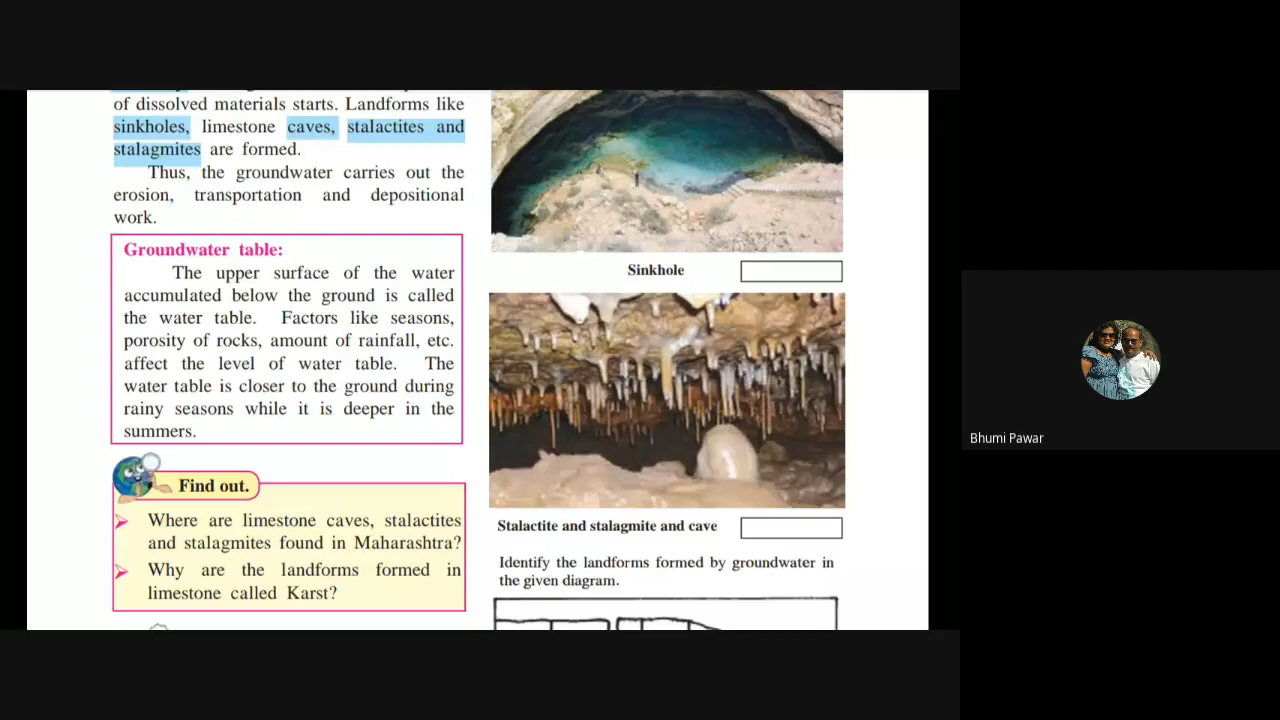 of dissolved materials starts. Landforms like
sinkholes, limestone caves, stalactites and
stalagmites are formed.
Thus, the groundwater carries out the
erosion, transportation and depositional
work.
Groundwater table:
The upper surface of the water
accumulated below the ground is called
the water table. Factors like seasons,
porosity of rocks, amount of rainfall, etc.
affect the level of water table. The
water table is closer to the ground during
rainy seasons while it is deeper in the
summers.
Find out.
Where are limestone caves, stalactites
and stalagmites found in Maharashtra?
Why are the landforms formed in
limestone called Karst?
Sinkhole
Stalactite and stalagmite and cave
Identify the landforms formed by groundwater in
the given diagram.
Bhumi Pawar